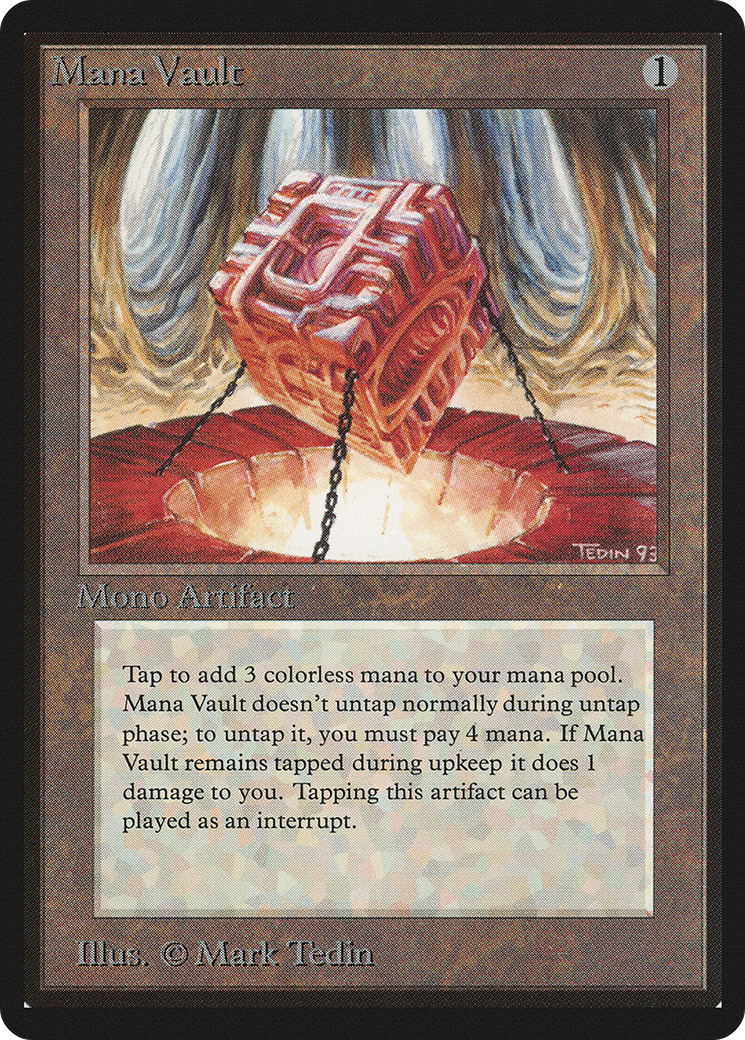 Mana Vault
1
TEDIN 93
Mono Artifact
Tap to add 3 colorless mana to your mana pool.
Mana Vault doesn't untap normally during untap
phase; to untap it, you must pay 4 mana. If Mana
Vault remains tapped during upkeep it does 1
damage to you. Tapping this artifact can be
played as an interrupt.
Illus. © Mark Tedin